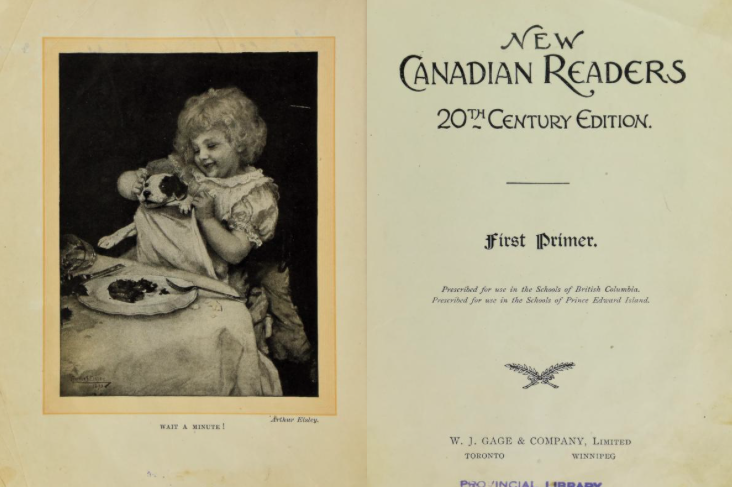 Arthur Elsley.
WAIT A MINUTE!
NEW
CANADIAN READERS
20TH CENTURY EDITION.
First Primer.
Prescribed for use in the Schools of British Columbia.
Prescribed for use in the Schools of Prince Edward Island.
W. J. GAGE & COMPANY, LIMITED
TORONTO WINNIPEG
LIBRARY